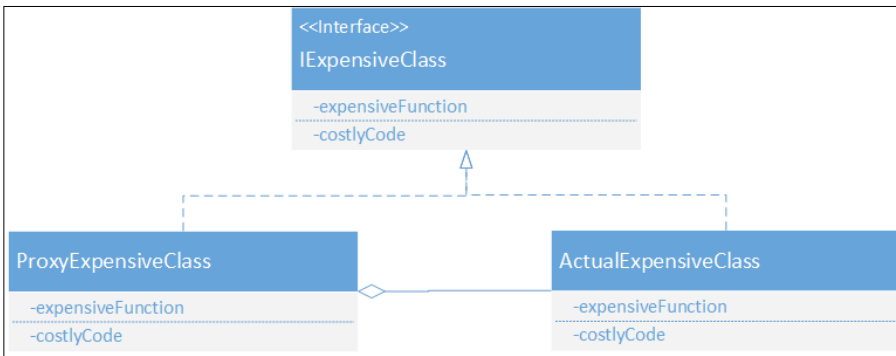 <<Interface>>
IExpensiveClass
-expensiveFunction
-costlyCode
ProxyExpensiveClass
-expensiveFunction
-costlyCode
ActualExpensiveClass
-expensiveFunction
-costlyCode